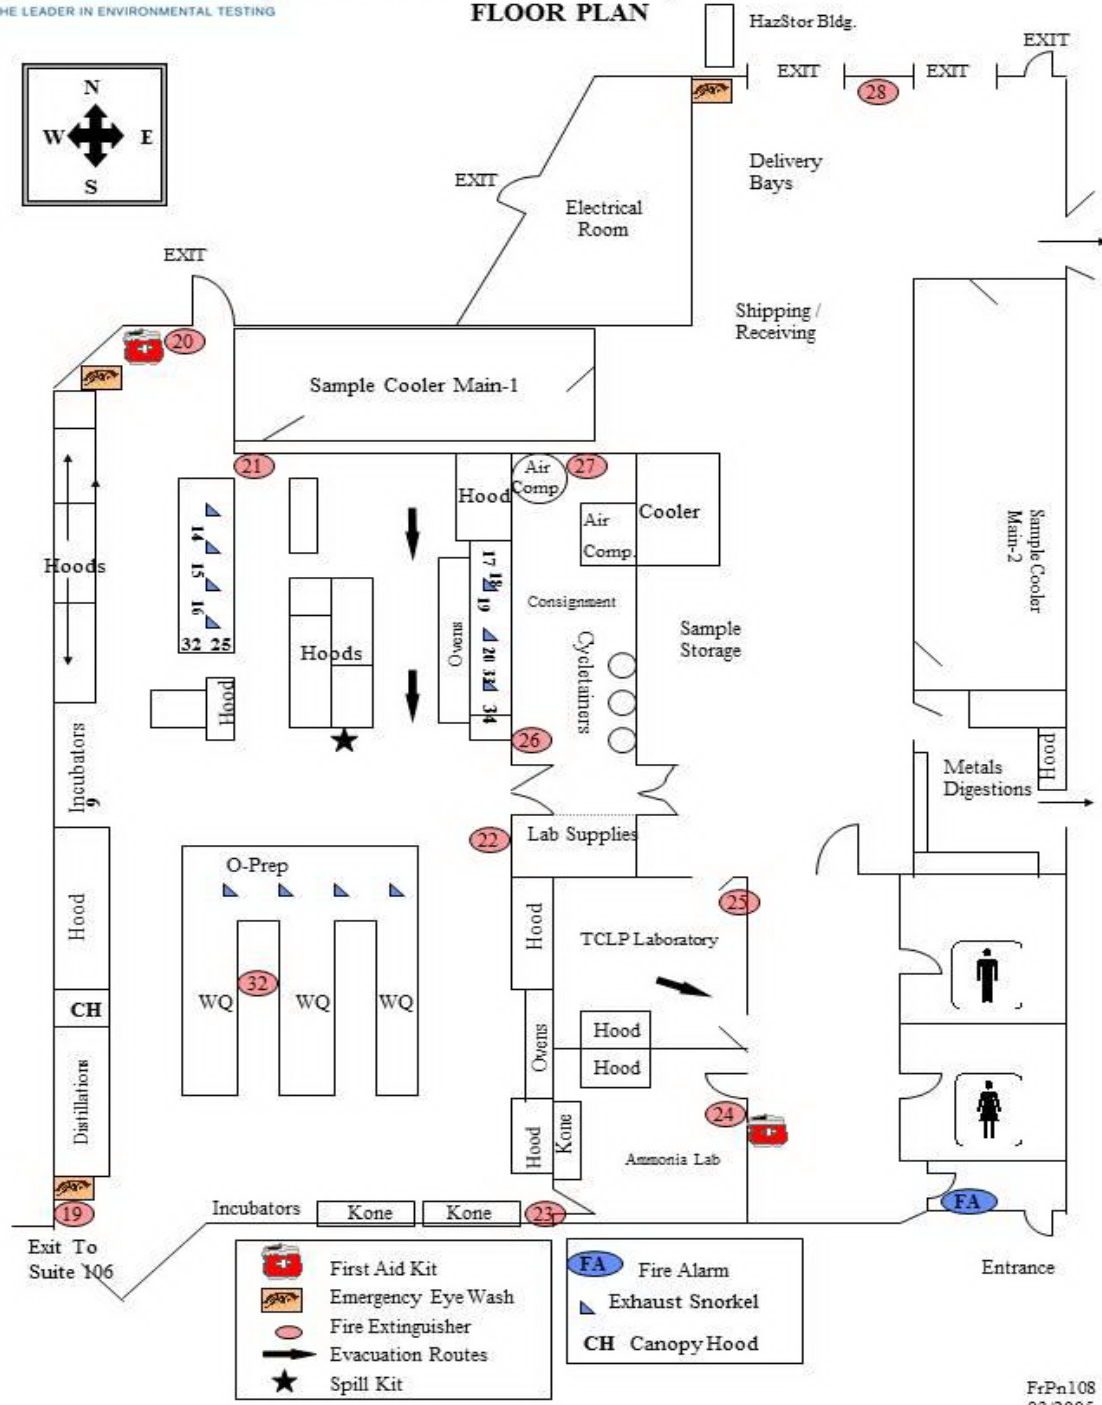 HE LEADER IN ENVIRONMENTAL TESTING
FLOOR PLAN
HazStor Bldg.
EXIT
EXIT
EXIT
N
W E
S
28
Delivery
Bays
EXIT
Electrical
Room
EXIT
Shipping /
Receiving
20
Sample Cooler Main-1
21
Hood
Air
Comp
27
Air
Comp.
Cooler
Sample Cooler
Main-2
14
15
16
32 25
Hoods
Hoods
Hood
Ovens
17
18
19
20
34
Consignment
Cycletainers
Sample
Storage
26
Incubators
6
Metals
Digestions
Hood
22
Lab Supplies
O-Prep
Hood
32
WQ
WQ
WQ
CH
Distillations
Hood
25
TCLP Laboratory
Ovens
Hood
Hood
24
Hood
Kone
Ammonia Lab
FA
19
Incubators
Kone
Kone
23
Exit To
Suite 106
Entrance
First Aid Kit
Emergency Eye Wash
Fire Extinguisher
Evacuation Routes
Spill Kit
FA Fire Alarm
Exhaust Snorkel
CH Canopy Hood
FrPn108